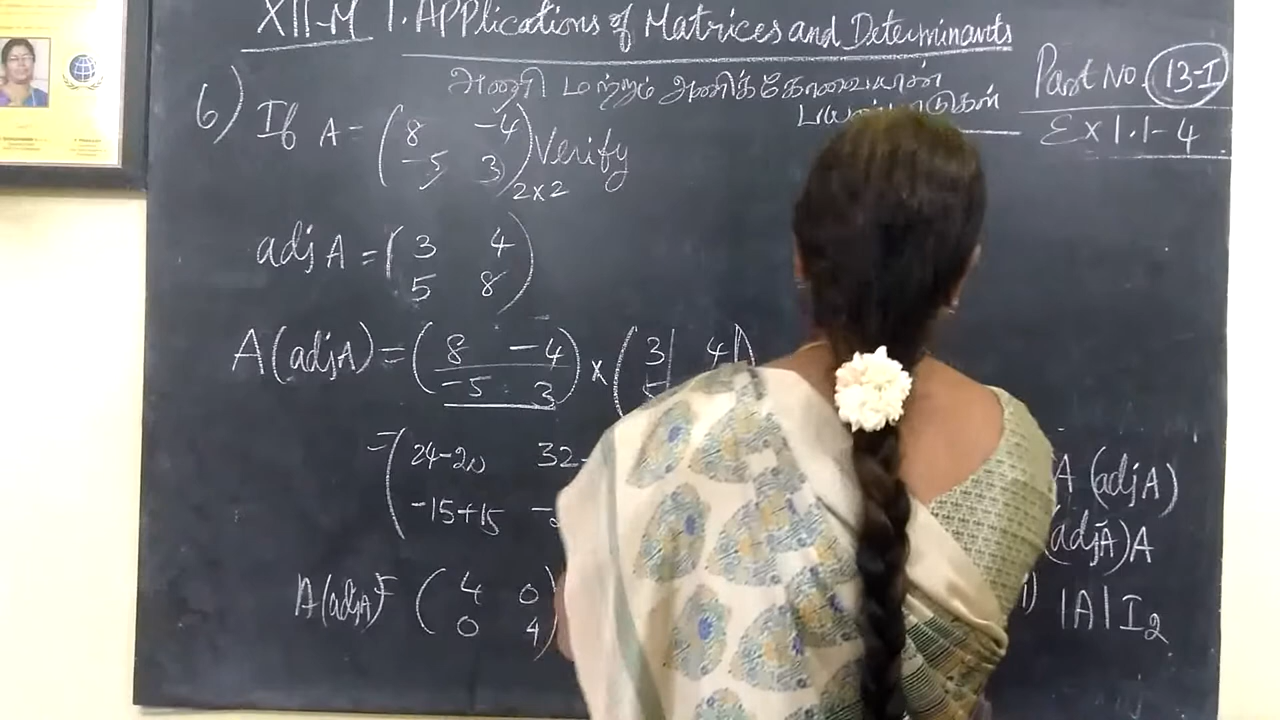 XII-M 1. Applications of Matrices and Determinants
அணி மற்றும் அணிக்கோவையின்
Part No. 13-I
Ex 1.1-4
6) If A = ( 8 -4 ) Verify
( -5 3 ) 2x2
adj A = ( 3 4 )
( 5 8 )
A(adjA) = ( 8 -4 ) x ( 3 4 )
( -5 3 )
= ( 24-20 32-
-15+15 -
A(adjA) = ( 4 0 )
( 0 4 )
A (adjA)
(adjA)A
i) |A| I2